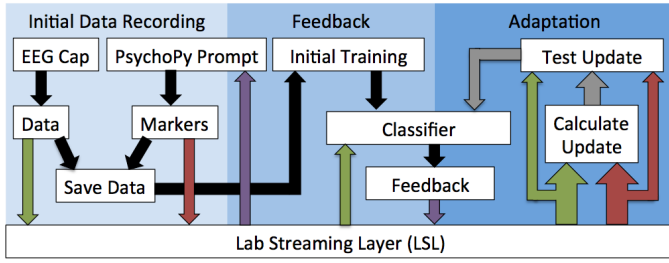 Initial Data Recording
Feedback
Adaptation
EEG Cap
PsychoPy Prompt
Initial Training
Test Update
Data
Markers
Classifier
Calculate
Update
Save Data
Feedback
Lab Streaming Layer (LSL)